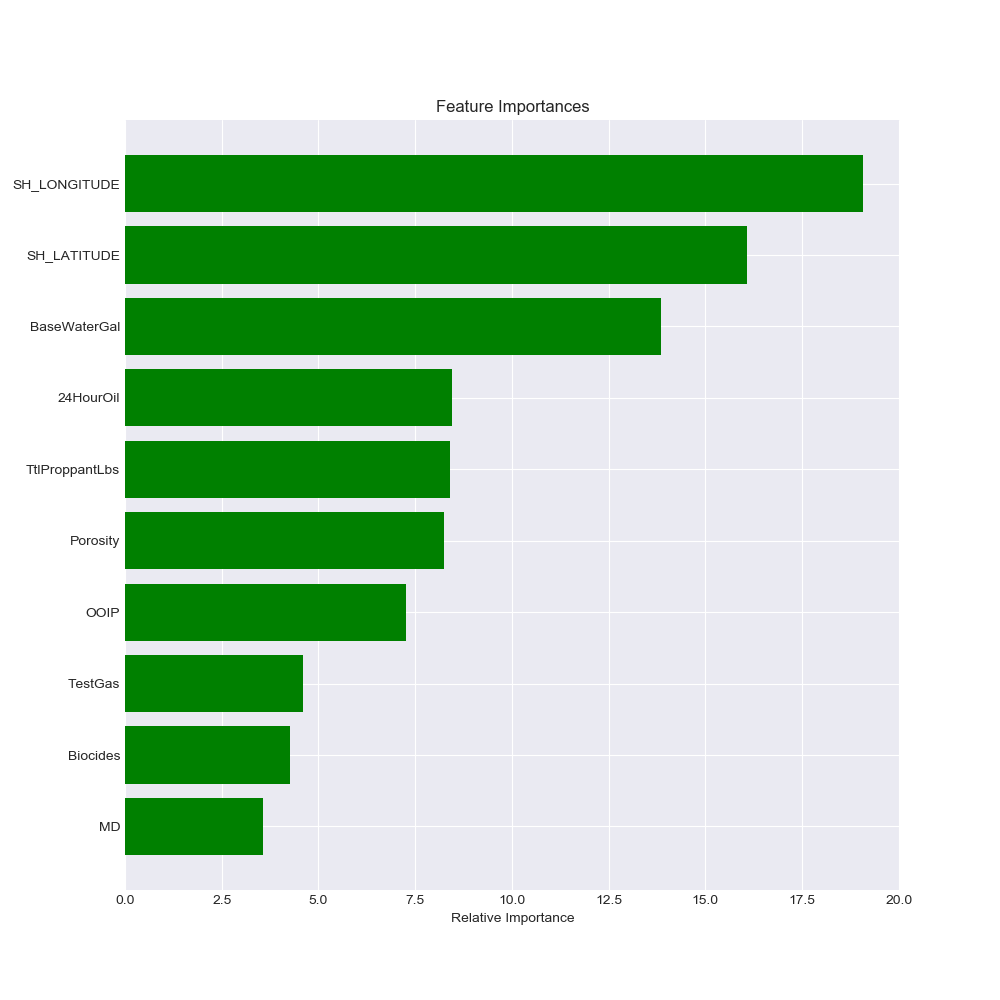 Feature Importances
SH_LONGITUDE
SH_LATITUDE
BaseWaterGal
24HourOil
TtlProppantLbs
Porosity
OOIP
TestGas
Biocides
MD
0.0 2.5 5.0 7.5 10.0 12.5 15.0 17.5 20.0
Relative Importance